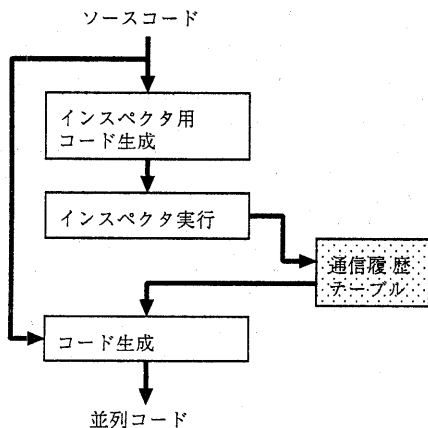 ソースコード
インスペクタ用
コード生成
インスペクタ実行
通信履歴
テーブル
コード生成
並列コード